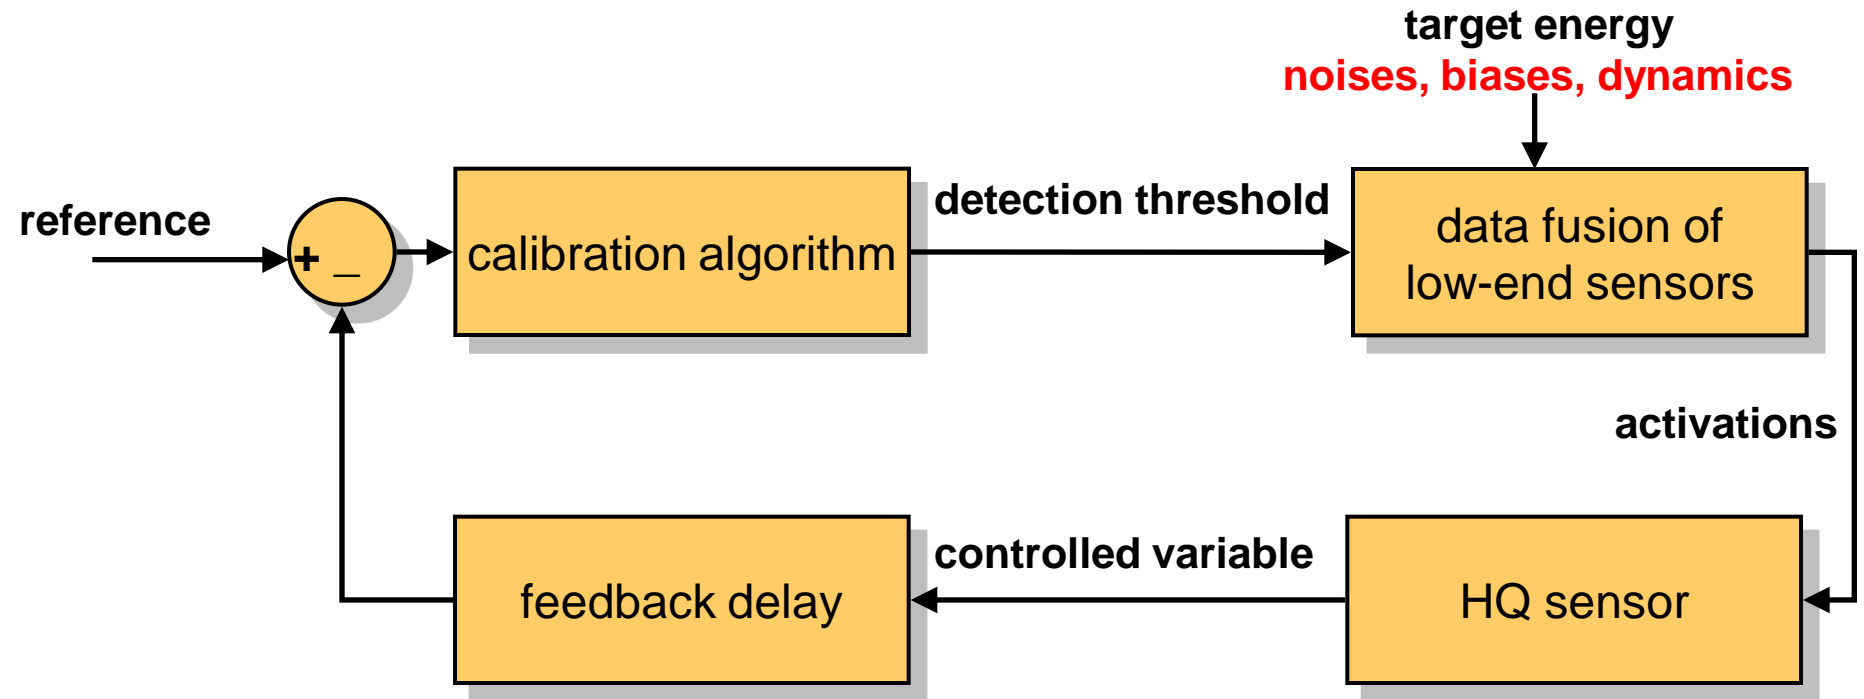 target energy
noises, biases, dynamics
reference
+ _
calibration algorithm
detection threshold
data fusion of
low-end sensors
activations
feedback delay
controlled variable
HQ sensor